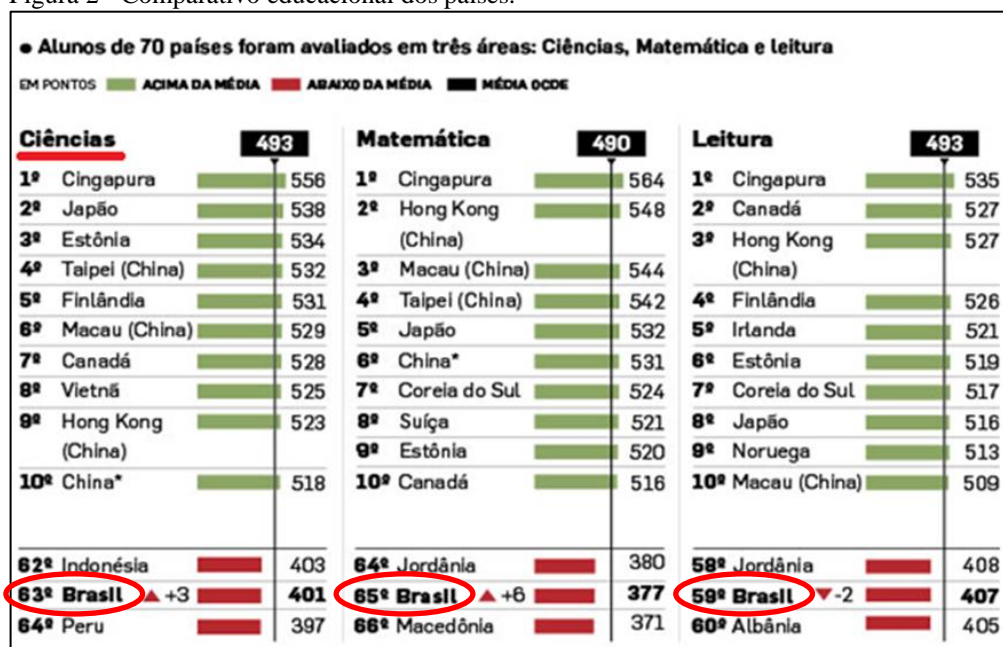 Figura 2 - Comparativo educacional dos países.
• Alunos de 70 países foram avaliados em três áreas: Ciências, Matemática e leitura
EM PONTOS ACIMA DA MÉDIA ABAIXO DA MÉDIA MÉDIA OCDE
Ciências 493
1º Cingapura 556
2º Japão 538
3º Estônia 534
4º Taipei (China) 532
5º Finlândia 531
6º Macau (China) 529
7º Canadá 528
8º Vietnã 525
9º Hong Kong 523
(China)
10º China* 518
62º Indonésia 403
63º Brasil ▲ +3 401
64º Peru 397
Matemática 490
1º Cingapura 564
2º Hong Kong 548
(China)
3º Macau (China) 544
4º Taipei (China) 542
5º Japão 532
6º China* 531
7º Coreia do Sul 524
8º Suíça 521
9º Estônia 520
10º Canadá 516
64º Jordânia 380
65º Brasil ▲ +6 377
66º Macedônia 371
Leitura 493
1º Cingapura 535
2º Canadá 527
3º Hong Kong 527
(China)
4º Finlândia 526
5º Irlanda 521
6º Estônia 519
7º Coreia do Sul 517
8º Japão 516
9º Noruega 513
10º Macau (China) 509
58º Jordânia 408
59º Brasil ▼ -2 407
60º Albânia 405